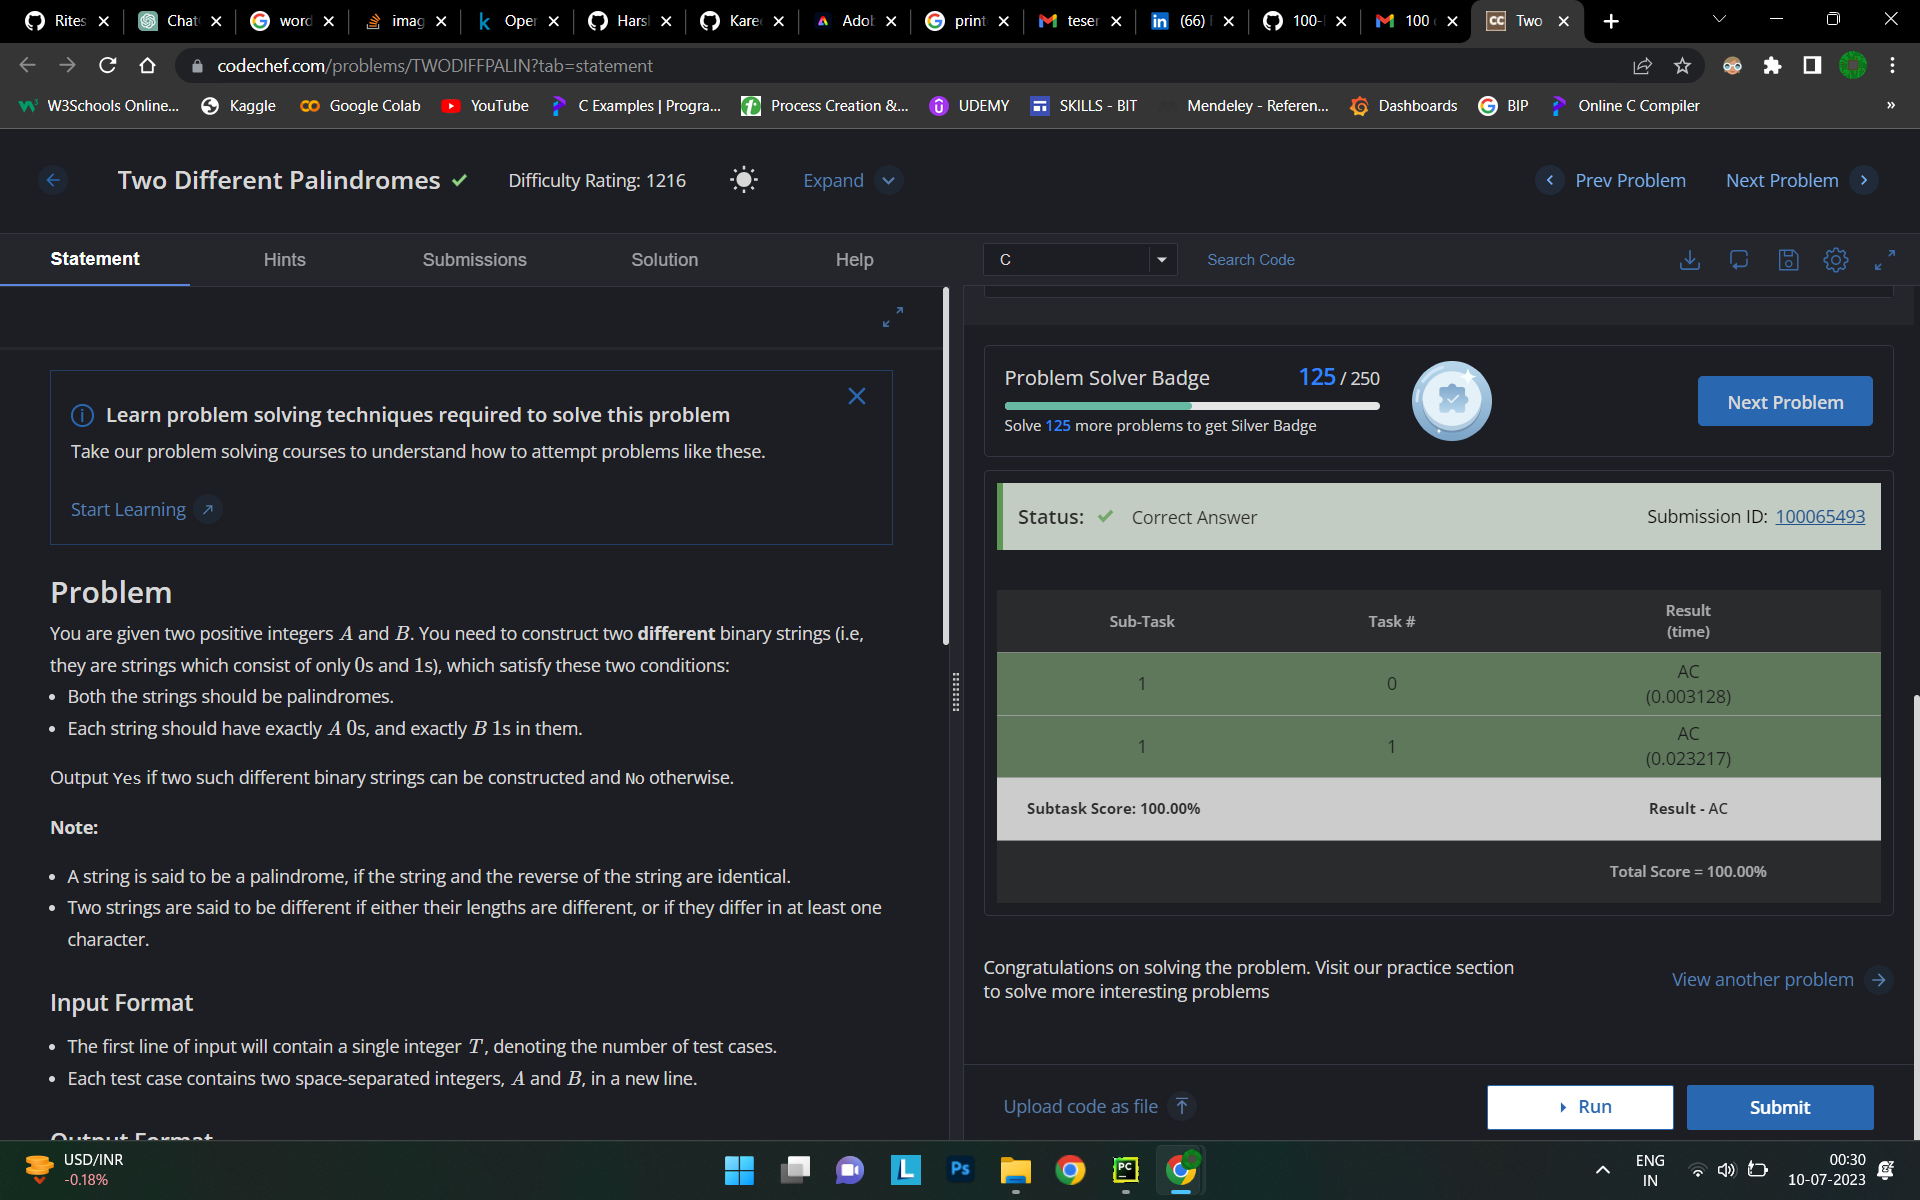 Rites
Chat
word
imag
Oper
Harsl
Kare
Adob
print
teser
(66)
100-
100
Two
codechef.com/problems/TWODIFFPALIN?tab=statement
W3Schools Online...
Kaggle
Google Colab
YouTube
C Examples | Progra...
Process Creation &...
UDEMY
SKILLS - BIT
Mendeley - Referen...
Dashboards
BIP
Online C Compiler
»
Two Different Palindromes
Difficulty Rating: 1216
Expand
Prev Problem
Next Problem
Statement
Hints
Submissions
Solution
Help
C
Search Code
Learn problem solving techniques required to solve this problem
Take our problem solving courses to understand how to attempt problems like these.
Start Learning
Problem
You are given two positive integers A and B. You need to construct two different binary strings (i.e,
they are strings which consist of only 0s and 1s), which satisfy these two conditions:
• Both the strings should be palindromes.
• Each string should have exactly A 0s, and exactly B 1s in them.
Output Yes if two such different binary strings can be constructed and No otherwise.
Note:
• A string is said to be a palindrome, if the string and the reverse of the string are identical.
• Two strings are said to be different if either their lengths are different, or if they differ in at least one
character.
Input Format
• The first line of input will contain a single integer T, denoting the number of test cases.
• Each test case contains two space-separated integers, A and B, in a new line.
Output Format
Problem Solver Badge
125 / 250
Solve 125 more problems to get Silver Badge
Next Problem
Status:
Correct Answer
Submission ID: 100065493
Sub-Task
Task #
Result
(time)
1
0
AC
(0.003128)
1
1
AC
(0.023217)
Subtask Score: 100.00%
Result - AC
Total Score = 100.00%
Congratulations on solving the problem. Visit our practice section
to solve more interesting problems
View another problem
Upload code as file
Run
Submit
USD/INR
-0.18%
L
Ps
PC
ENG
IN
00:30
10-07-2023